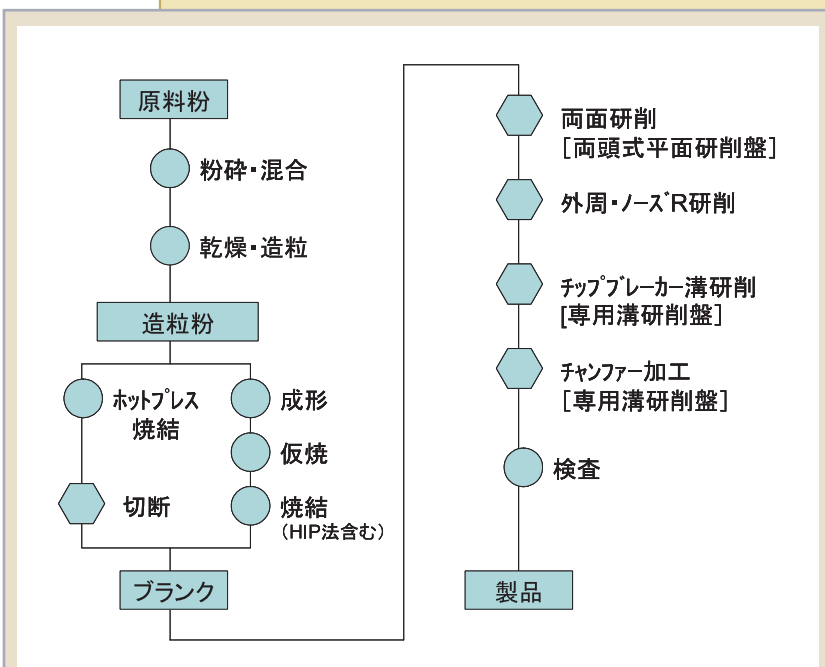 原料粉
粉砕・混合
乾燥・造粒
造粒粉
ホットプレス
焼結
切断
成形
仮焼
焼結
(HIP法含む)
ブランク
両面研削
[両頭式平面研削盤]
外周・ノーズR研削
チップブレーカー溝研削
[専用溝研削盤]
チャンファー加工
[専用溝研削盤]
検査
製品